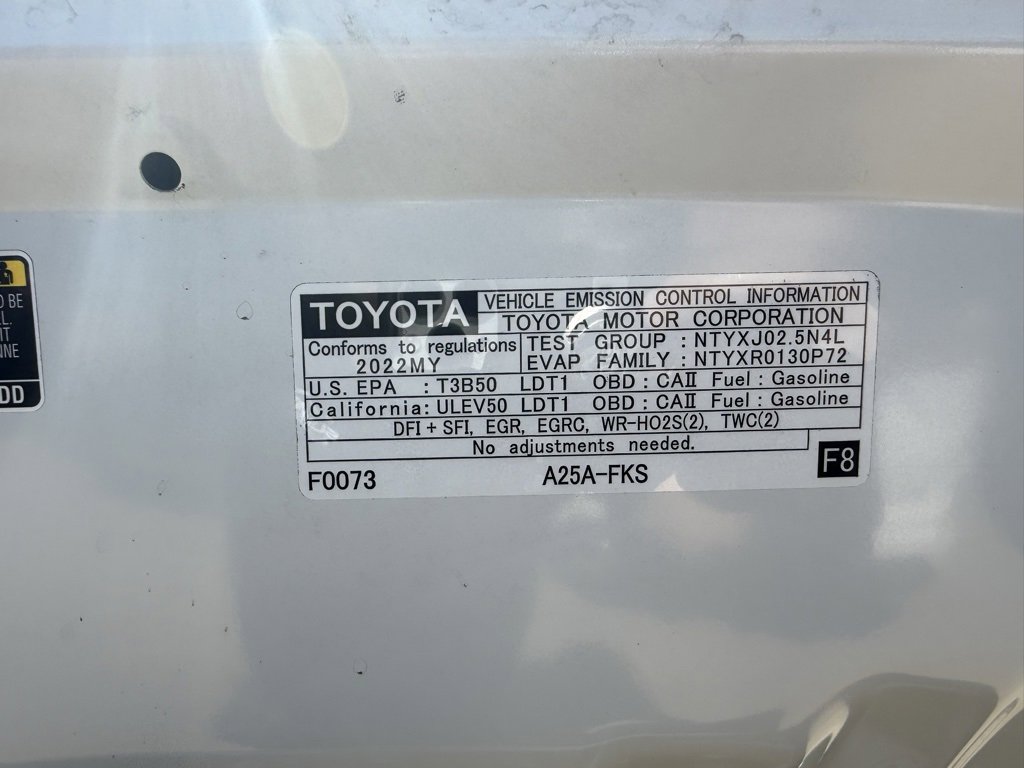 TOYOTA VEHICLE EMISSION CONTROL INFORMATION
TOYOTA MOTOR CORPORATION
Conforms to regulations
2022MY
TEST GROUP : NTYXJ02.5N4L
EVAP FAMILY : NTYXR0130P72
U.S. EPA : T3B50 LDT1 OBD : CAⅡ Fuel : Gasoline
California: ULEV50 LDT1 OBD : CAⅡ Fuel : Gasoline
DFI + SFI, EGR, EGRC, WR-HO2S(2), TWC(2)
No adjustments needed.
F0073 A25A-FKS F8
BE
DD